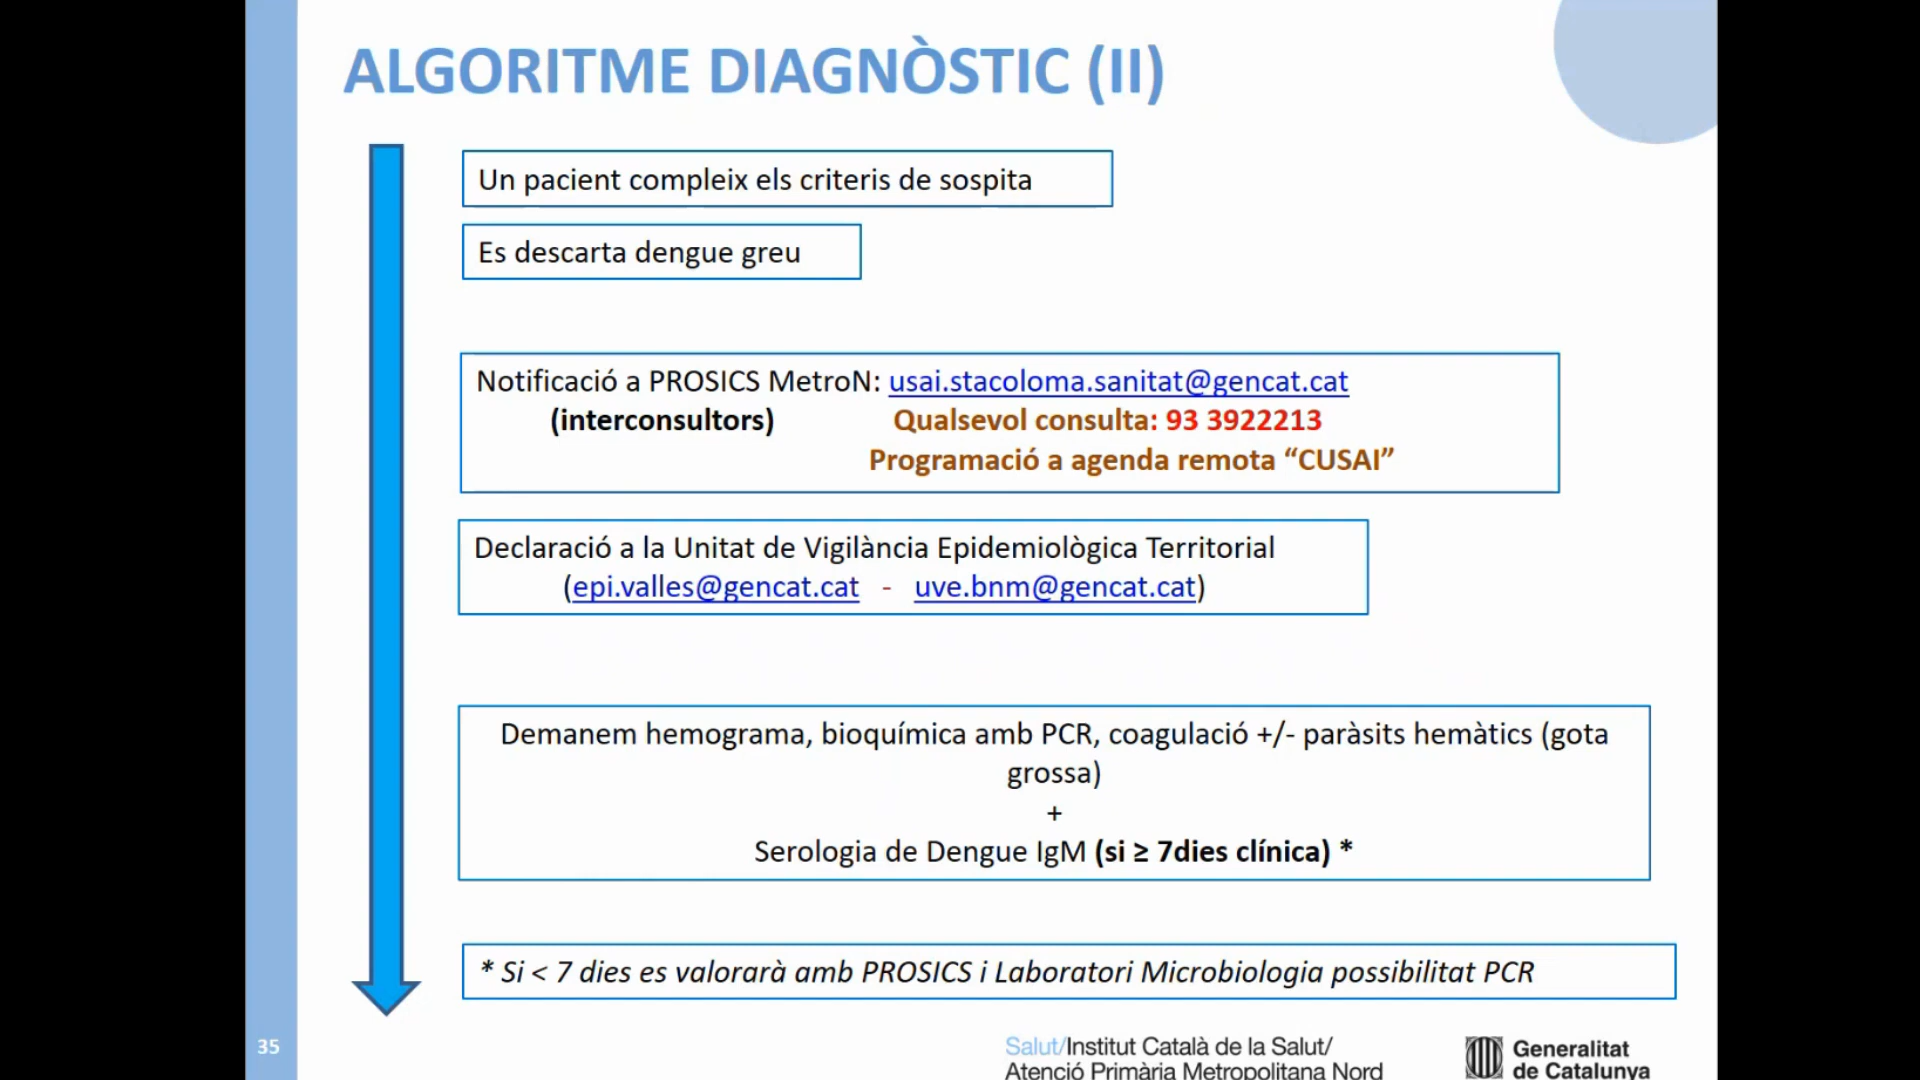 ALGORITME DIAGNÒSTIC (II)
Un pacient compleix els criteris de sospita
Es descarta dengue greu
Notificació a PROSICS MetroN: usai.stacoloma.sanitat@gencat.cat
(interconsultors) Qualsevol consulta: 93 3922213
Programació a agenda remota “CUSAI”
Declaració a la Unitat de Vigilància Epidemiològica Territorial
(epi.valles@gencat.cat - uve.bnm@gencat.cat)
Demanem hemograma, bioquímica amb PCR, coagulació +/- paràsits hemàtics (gota
grossa)
+
Serologia de Dengue IgM (si ≥ 7dies clínica) *
* Si < 7 dies es valorarà amb PROSICS i Laboratori Microbiologia possibilitat PCR
35
Salut/Institut Català de la Salut/
Atenció Primària Metropolitana Nord
Generalitat
de Catalunya